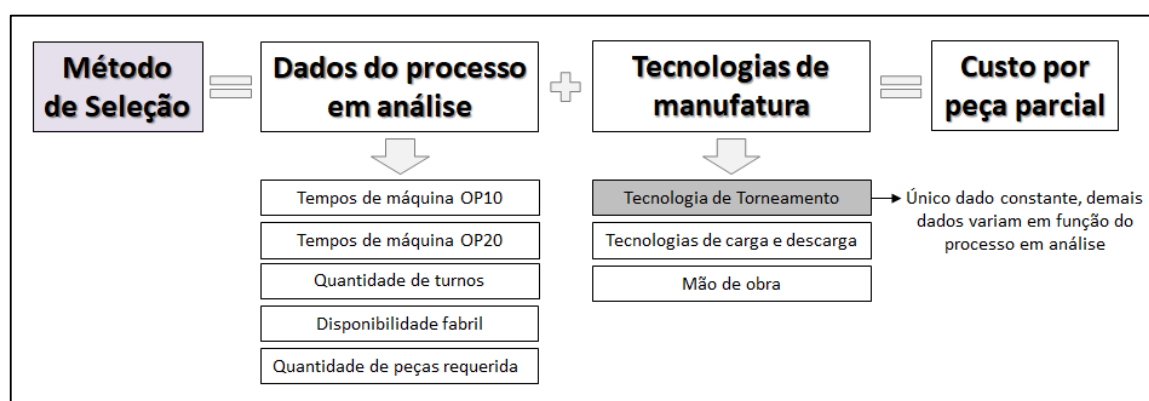 Método
de Seleção
Dados do processo
em análise
Tecnologias de
manufatura
Custo por
peça parcial
Tempos de máquina OP10
Tempos de máquina OP20
Quantidade de turnos
Disponibilidade fabril
Quantidade de peças requerida
Tecnologia de Torneamento
Tecnologias de carga e descarga
Mão de obra
Único dado constante, demais
dados variam em função do
processo em análise